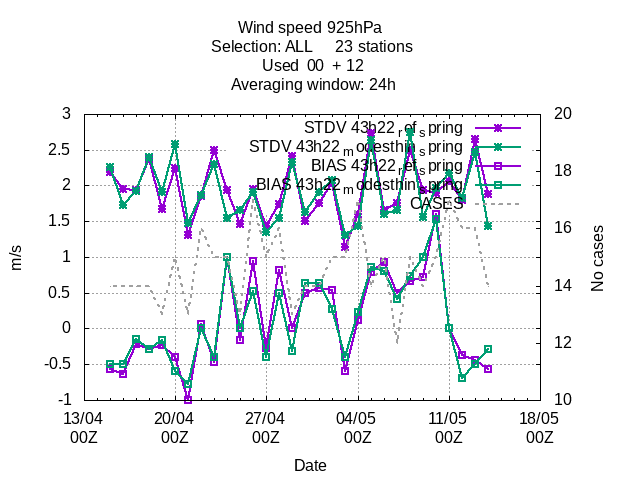 Wind speed 925hPa
Selection: ALL 23 stations
Used 00 + 12
Averaging window: 24h
STDV 43h22_ref_spring
STDV 43h22_modesthin_spring
BIAS 43h22_ref_spring
BIAS 43h22_modesthin_spring
CASES
3
2.5
2
1.5
1
0.5
0
-0.5
-1
m/s
20
18
16
14
12
10
No cases
13/04 20/04 27/04 04/05 11/05 18/05
00Z 00Z 00Z 00Z 00Z 00Z
Date